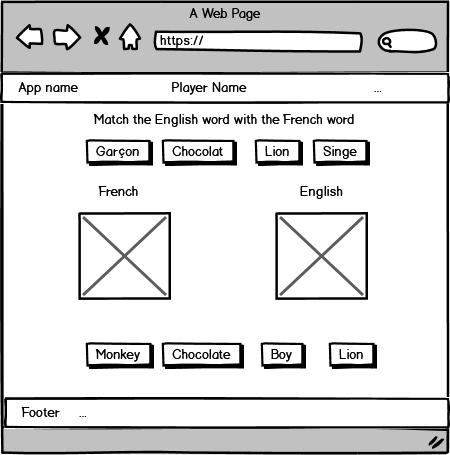 A Web Page
https://
App name Player Name ...
Match the English word with the French word
Garçon Chocolat Lion Singe
French English
Monkey Chocolate Boy Lion
Footer ...